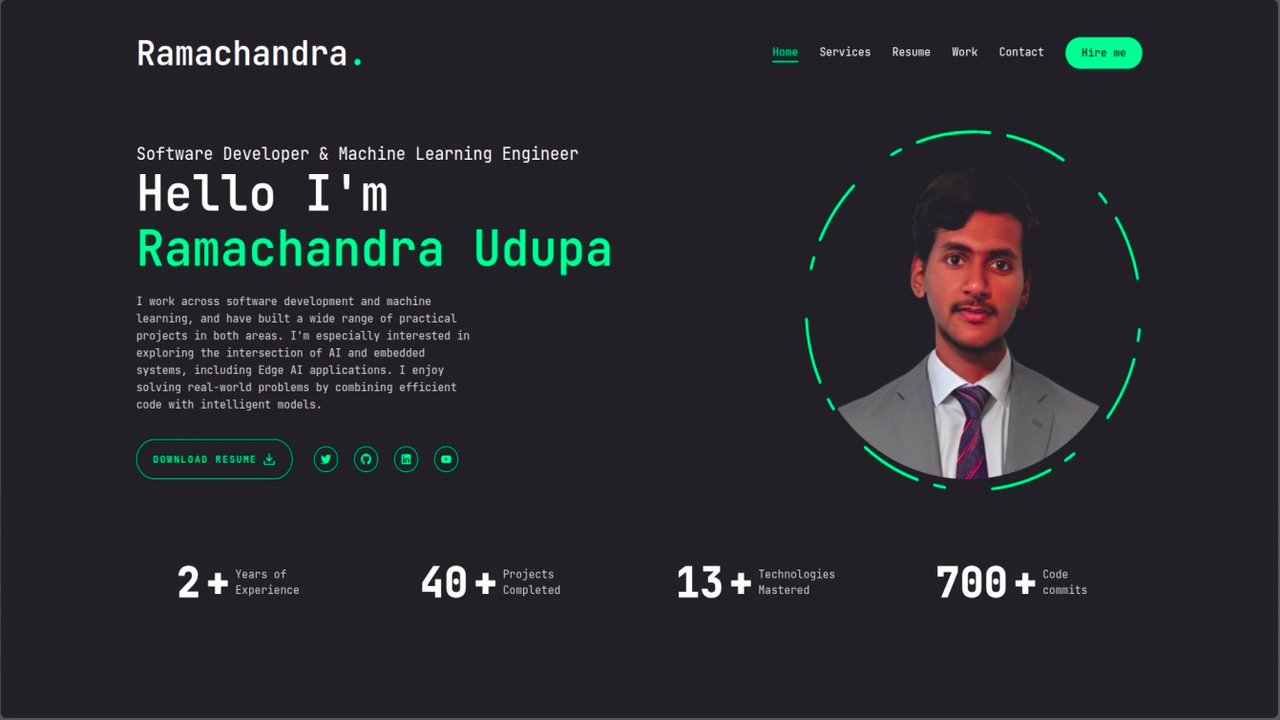 Ramachandra.
Home Services Resume Work Contact Hire me
Software Developer & Machine Learning Engineer
Hello I'm
Ramachandra Udupa
I work across software development and machine
learning, and have built a wide range of practical
projects in both areas. I'm especially interested in
exploring the intersection of AI and embedded
systems, including Edge AI applications. I enjoy
solving real-world problems by combining efficient
code with intelligent models.
DOWNLOAD RESUME
2+ Years of
Experience
40+ Projects
Completed
13+ Technologies
Mastered
700+ Code
commits